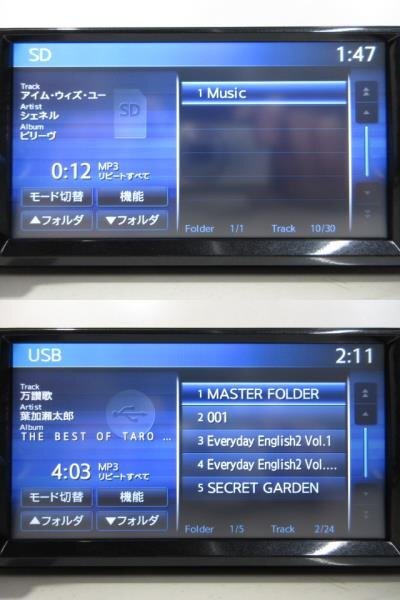 SD
1:47
Track
アイム・ウィズ・ユー
Artist
シェネル
Album
ビリーヴ
SD
0:12 MP3
リピートすべて
モード切替 機能
▲フォルダ ▼フォルダ
1 Music
Folder 1/1 Track 10/30
USB
2:11
Track
万讃歌
Artist
葉加瀬太郎
Album
THE BEST OF TARO ...
4:03 MP3
リピートすべて
モード切替 機能
▲フォルダ ▼フォルダ
1 MASTER FOLDER
2 001
3 Everyday English2 Vol.1
4 Everyday English2 Vol....
5 SECRET GARDEN
Folder 1/5 Track 2/24